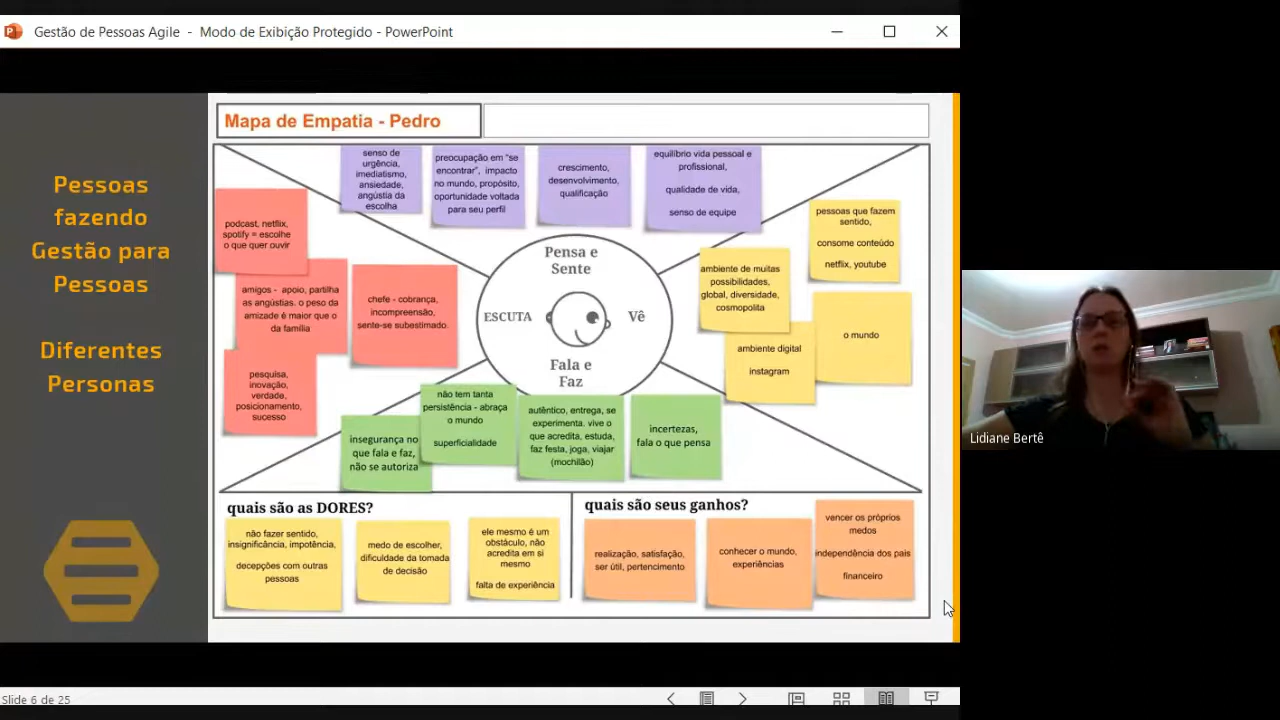 Gestão de Pessoas Agile - Modo de Exibição Protegido - PowerPoint
Pessoas
fazendo
Gestão para
Pessoas
Diferentes
Personas
Mapa de Empatia - Pedro
senso de
urgência,
imediatismo,
ansiedade,
angústia da
escolha
preocupação em "se
encontrar", impacto
no mundo, propósito,
oportunidade voltada
para seu perfil
crescimento,
desenvolvimento,
qualificação
equilíbrio vida pessoal e
profissional,
qualidade de vida,
senso de equipe
podcast, netflix,
spotify = escolhe
o que quer ouvir
amigos - apoio, partilha
as angústias. o peso da
amizade é maior que o
da família
chefe - cobrança,
incompreensão,
sente-se subestimado.
pesquisa,
inovação,
verdade,
posicionamento,
sucesso
Pensa e
Sente
ESCUTA
Vê
Fala e
Faz
ambiente de muitas
possibilidades,
global, diversidade,
cosmopolita
pessoas que fazem
sentido,
consome conteúdo
netflix, youtube
ambiente digital
instagram
o mundo
insegurança no
que fala e faz,
não se autoriza
não tem tanta
persistência - abraça
o mundo
superficialidade
autêntico, entrega, se
experimenta. vive o
que acredita, estuda,
faz festa, joga, viajar
(mochilão)
incertezas,
fala o que pensa
quais são as DORES?
não fazer sentido,
insignificância, impotência,
decepções com outras
pessoas
medo de escolher,
dificuldade da tomada
de decisão
ele mesmo é um
obstáculo, não
acredita em si
mesmo
falta de experiência
quais são seus ganhos?
realização, satisfação,
ser útil, pertencimento
conhecer o mundo,
experiências
vencer os próprios
medos
independência dos pais
financeiro
Lidiane Bertê
Slide 6 de 25